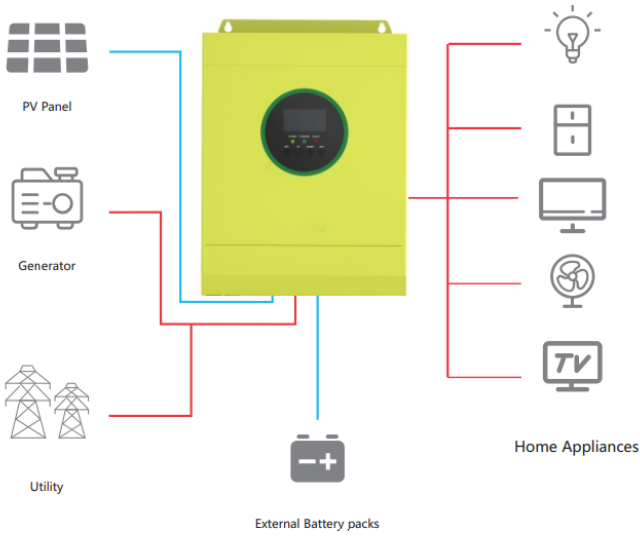 PV Panel
Generator
Utility
External Battery packs
TV
Home Appliances